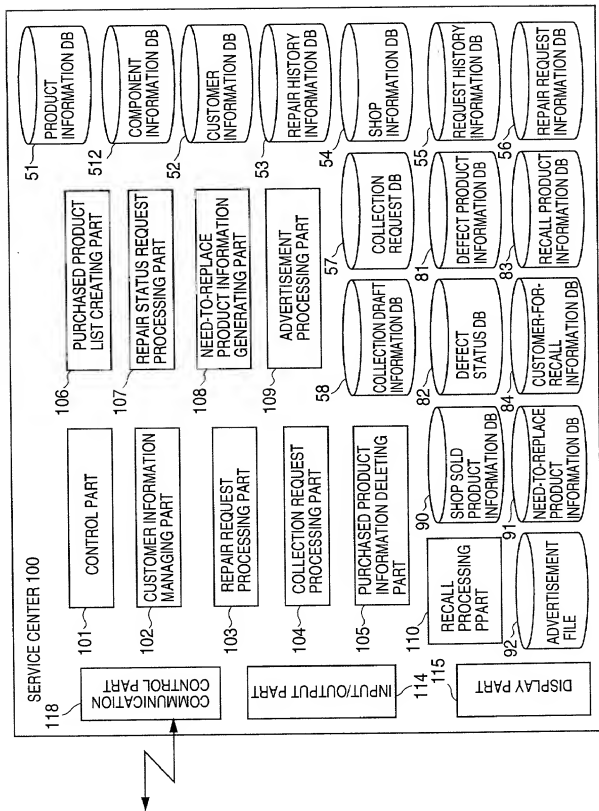 SERVICE CENTER 100
118
COMMUNICATION
CONTROL PART
INPUT/OUTPUT PART
114
115
DISPLAY PART
101
CONTROL PART
102
CUSTOMER INFORMATION
MANAGING PART
103
REPAIR REQUEST
PROCESSING PART
104
COLLECTION REQUEST
PROCESSING PART
105
PURCHASED PRODUCT
INFORMATION DELETING
PART
110
RECALL
PROCESSING
PPART
92
ADVERTISEMENT
FILE
106
PURCHASED PRODUCT
LIST CREATING PART
107
REPAIR STATUS REQUEST
PROCESSING PART
108
NEED-TO-REPLACE
PRODUCT INFORMATION
GENERATING PART
109
ADVERTISEMENT
PROCESSING PART
58
COLLECTION DRAFT
INFORMATION DB
57
COLLECTION
REQUEST DB
90
SHOP SOLD
PRODUCT
INFORMATION DB
82
DEFECT
STATUS DB
81
DEFECT PRODUCT
INFORMATION DB
91
NEED-TO-REPLACE
PRODUCT
INFORMATION DB
84
CUSTOMER-FOR-
RECALL
INFORMATION DB
83
RECALL PRODUCT
INFORMATION DB
51
PRODUCT
INFORMATION DB
512
COMPONENT
INFORMATION DB
52
CUSTOMER
INFORMATION DB
53
REPAIR HISTORY
INFORMATION DB
54
SHOP
INFORMATION DB
55
REQUEST HISTORY
INFORMATION DB
56
REPAIR REQUEST
INFORMATION DB